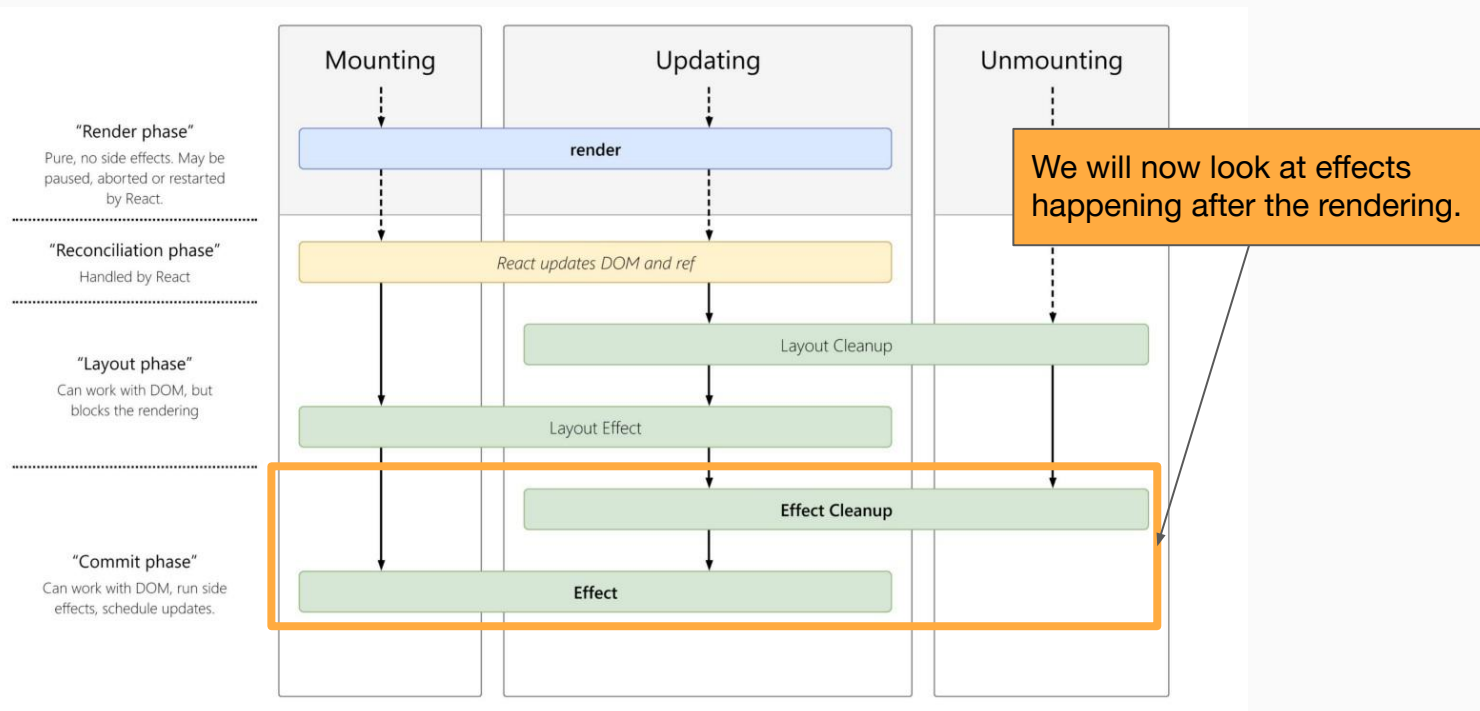 Mounting
Updating
Unmounting
"Render phase"
Pure, no side effects. May be
paused, aborted or restarted
by React.
render
We will now look at effects
happening after the rendering.
"Reconciliation phase"
Handled by React
React updates DOM and ref
"Layout phase"
Can work with DOM, but
blocks the rendering
Layout Cleanup
Layout Effect
"Commit phase"
Can work with DOM, run side
effects, schedule updates.
Effect Cleanup
Effect